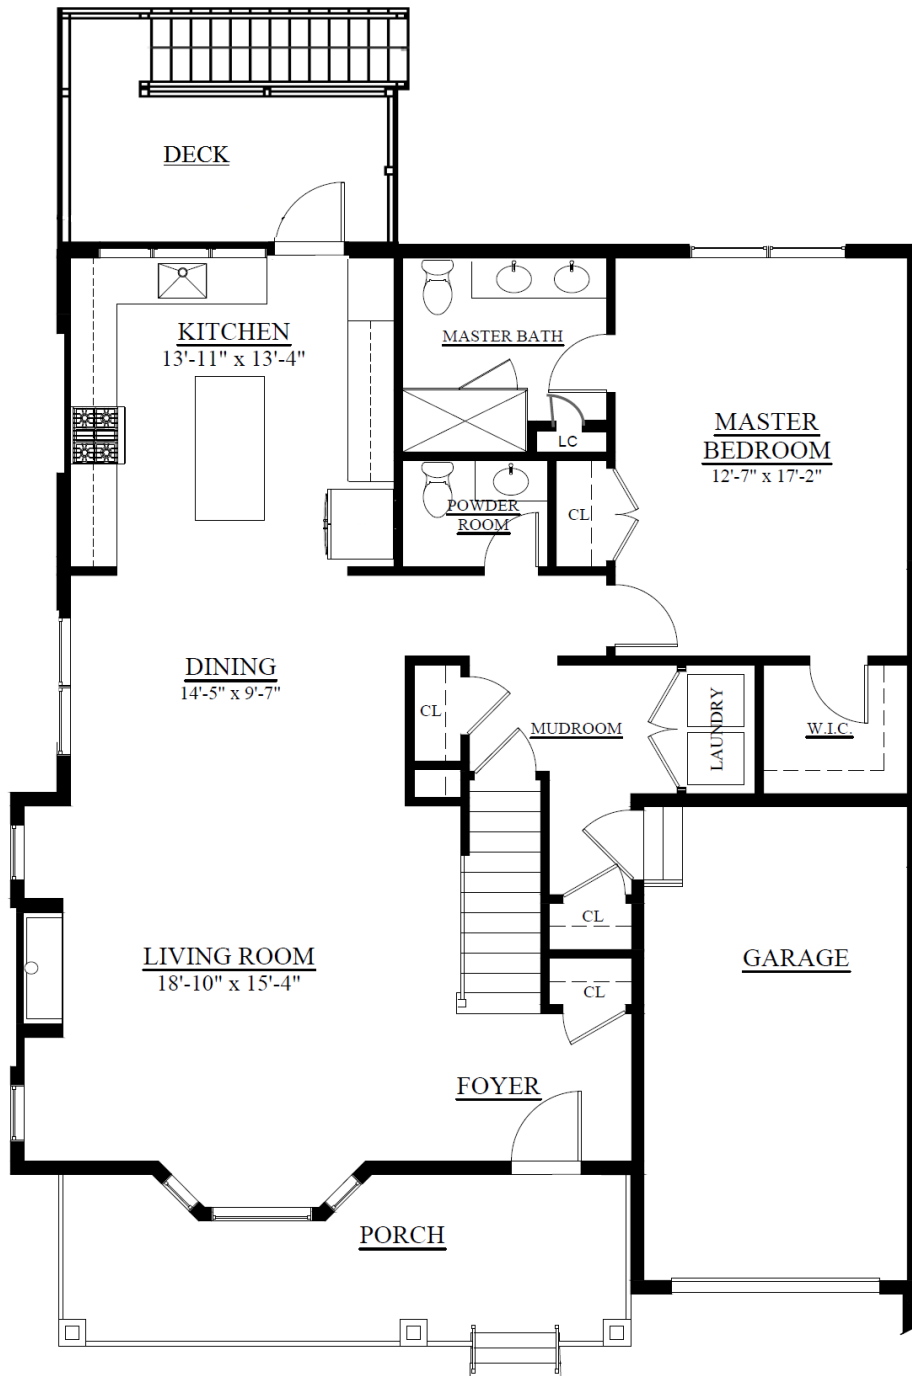 DECK
KITCHEN
13'-11" x 13'-4"
MASTER BATH
LC
MASTER
BEDROOM
12'-7" x 17'-2"
POWDER
ROOM
CL
DINING
14'-5" x 9'-7"
CL
MUDROOM
LAUNDRY
W.I.C.
CL
LIVING ROOM
18'-10" x 15'-4"
GARAGE
CL
FOYER
PORCH